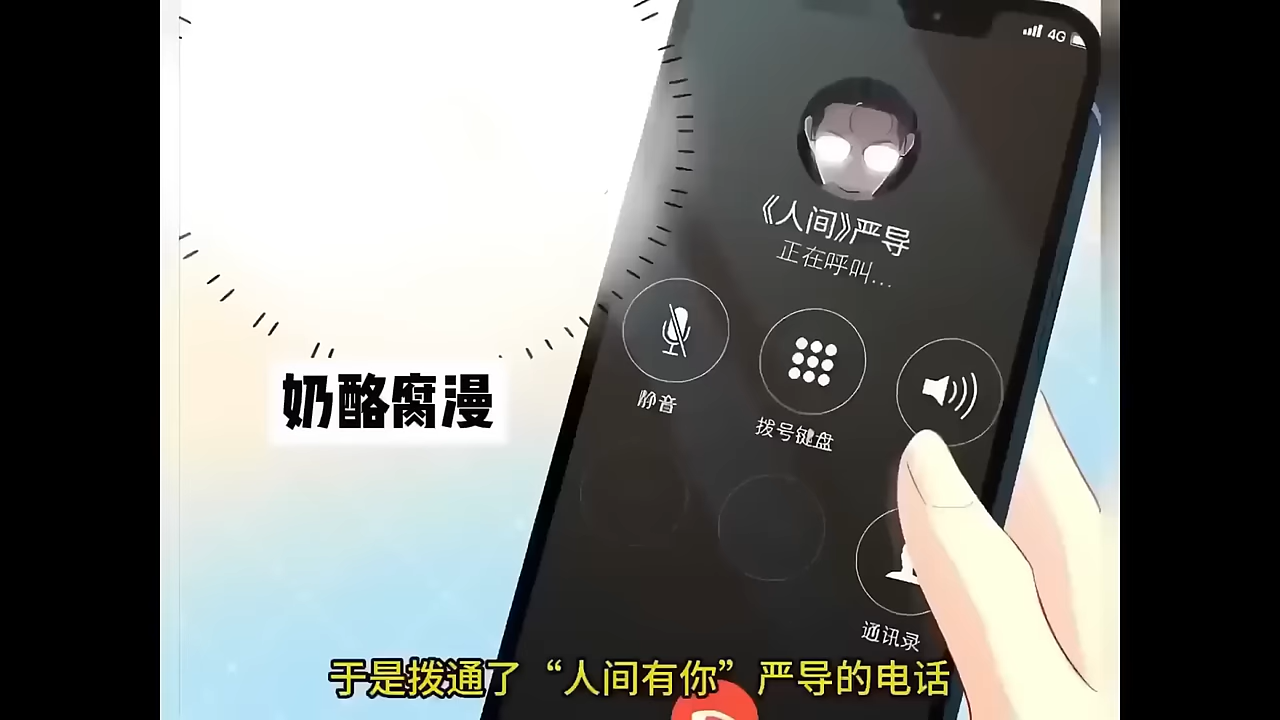 4G
《人间》严导
正在呼叫...
静音
拨号键盘
奶酪腐漫
通讯录
于是拨通了“人间有你”严导的电话